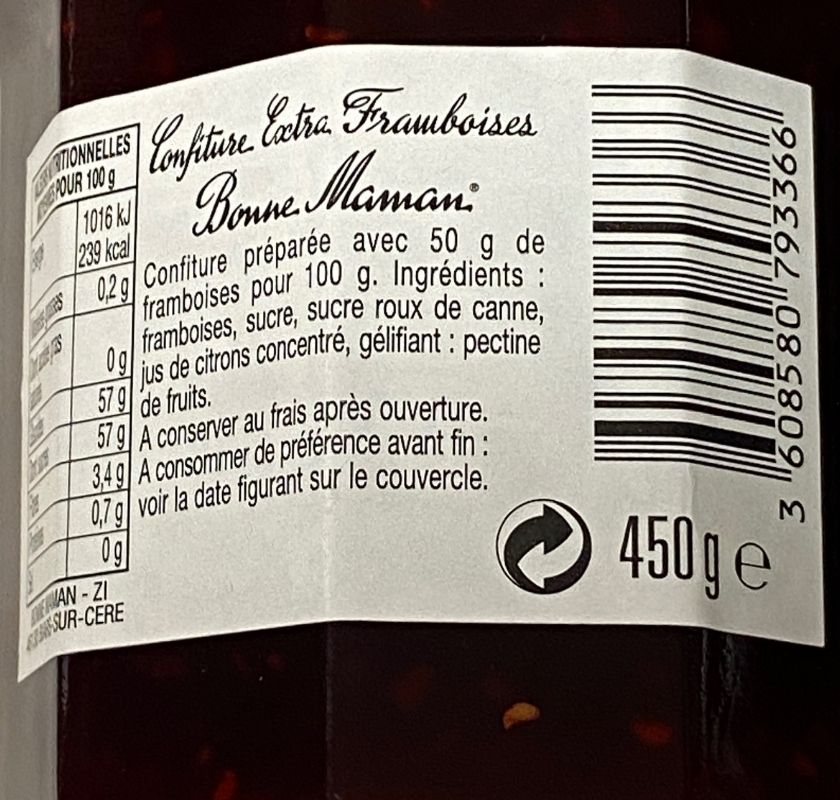 NUTRITIONNELLES
POUR 100 g
1016 kJ
239 kcal
0,2 g
0 g
57 g
57 g
3,4 g
0,7 g
0 g
MAMAN - ZI
SUR-CERE
Confiture Extra Framboises
Bonne Maman®
Confiture préparée avec 50 g de
framboises pour 100 g. Ingrédients :
framboises, sucre, sucre roux de canne,
jus de citrons concentré, gélifiant : pectine
de fruits.
A conserver au frais après ouverture.
A consommer de préférence avant fin :
voir la date figurant sur le couvercle.
450 g e
3 608580 793366